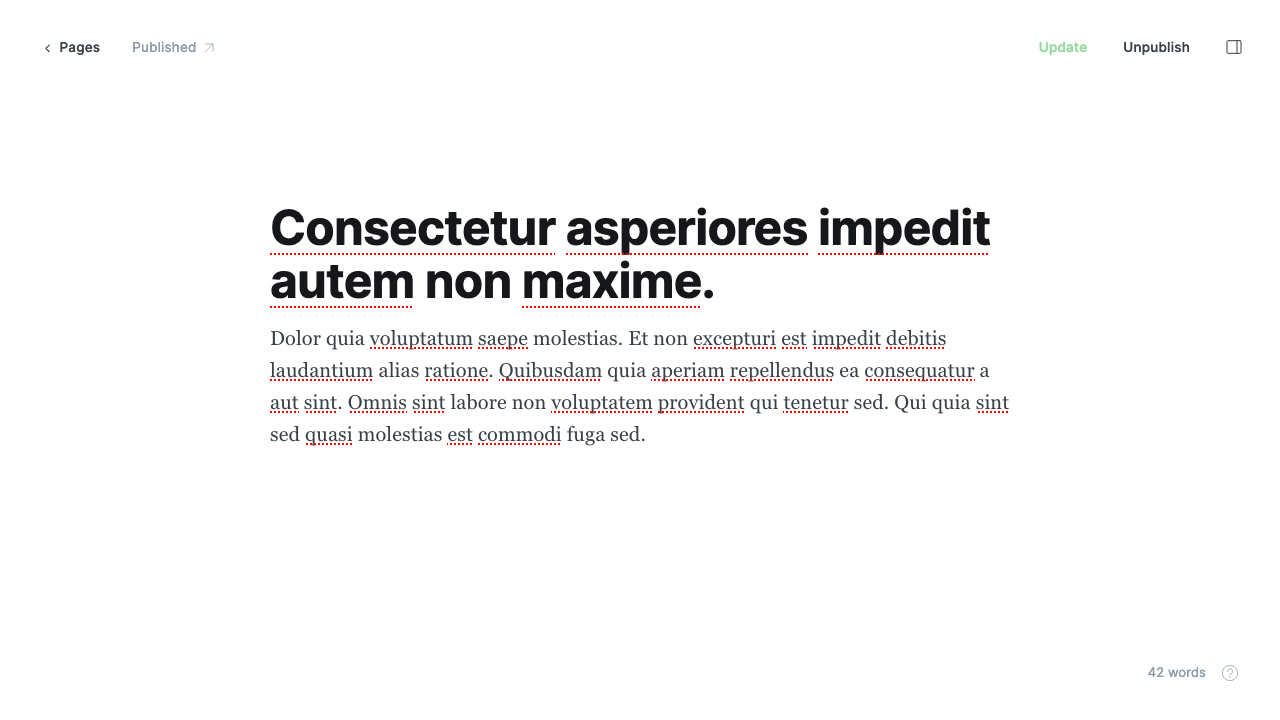 Pages
Published
Update
Unpublish
Consectetur asperiores impedit
autem non maxime.
Dolor quia voluptatum saepe molestias. Et non excepturi est impedit debitis
laudantium alias ratione. Quibusdam quia aperiam repellendus ea consequatur a
aut sint. Omnis sint labore non voluptatem provident qui tenetur sed. Qui quia sint
sed quasi molestias est commodi fuga sed.
42 words